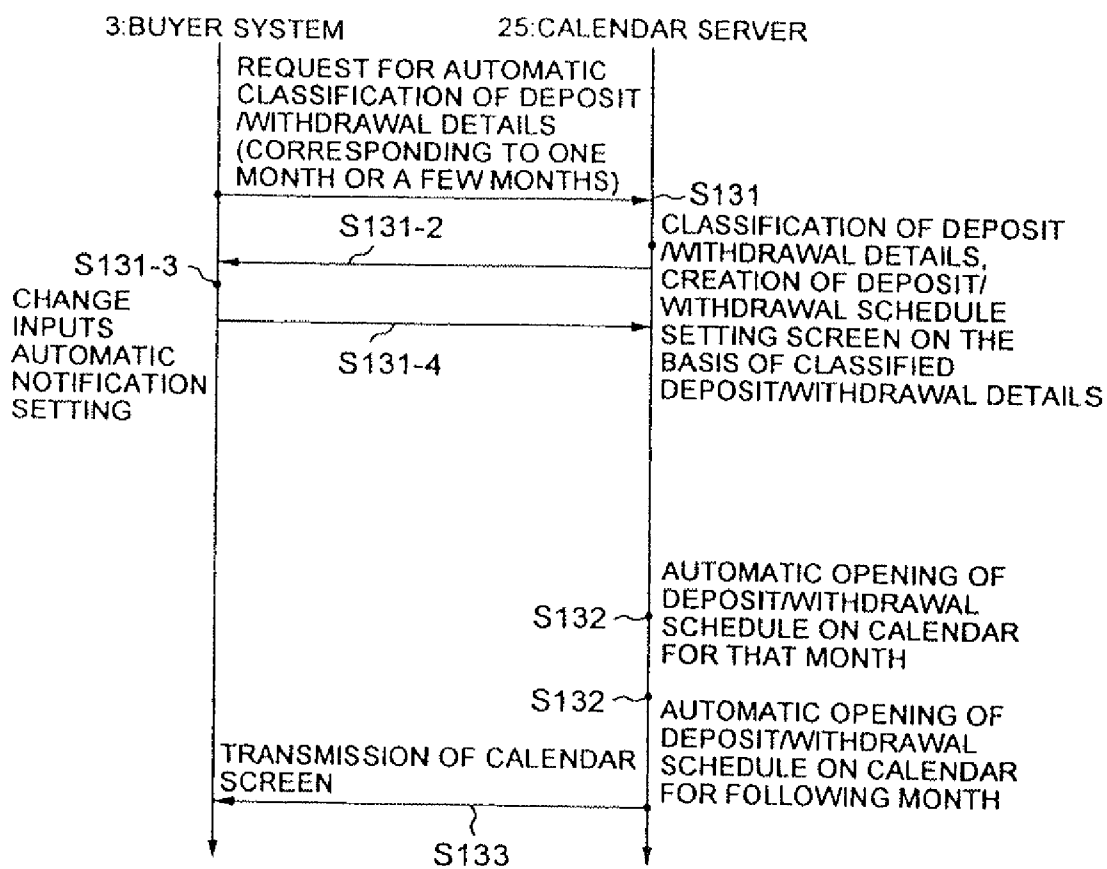 3:BUYER SYSTEM
25:CALENDAR SERVER
REQUEST FOR AUTOMATIC
CLASSIFICATION OF DEPOSIT
/WITHDRAWAL DETAILS
(CORRESPONDING TO ONE
MONTH OR A FEW MONTHS)
S131
S131-2
CLASSIFICATION OF DEPOSIT
/WITHDRAWAL DETAILS,
CREATION OF DEPOSIT/
WITHDRAWAL SCHEDULE
SETTING SCREEN ON THE
BASIS OF CLASSIFIED
DEPOSIT/WITHDRAWAL DETAILS
S131-3
CHANGE
INPUTS
AUTOMATIC
NOTIFICATION
SETTING
S131-4
S132
AUTOMATIC OPENING OF
DEPOSIT/WITHDRAWAL
SCHEDULE ON CALENDAR
FOR THAT MONTH
S132
AUTOMATIC OPENING OF
DEPOSIT/WITHDRAWAL
SCHEDULE ON CALENDAR
FOR FOLLOWING MONTH
TRANSMISSION OF CALENDAR
SCREEN
S133